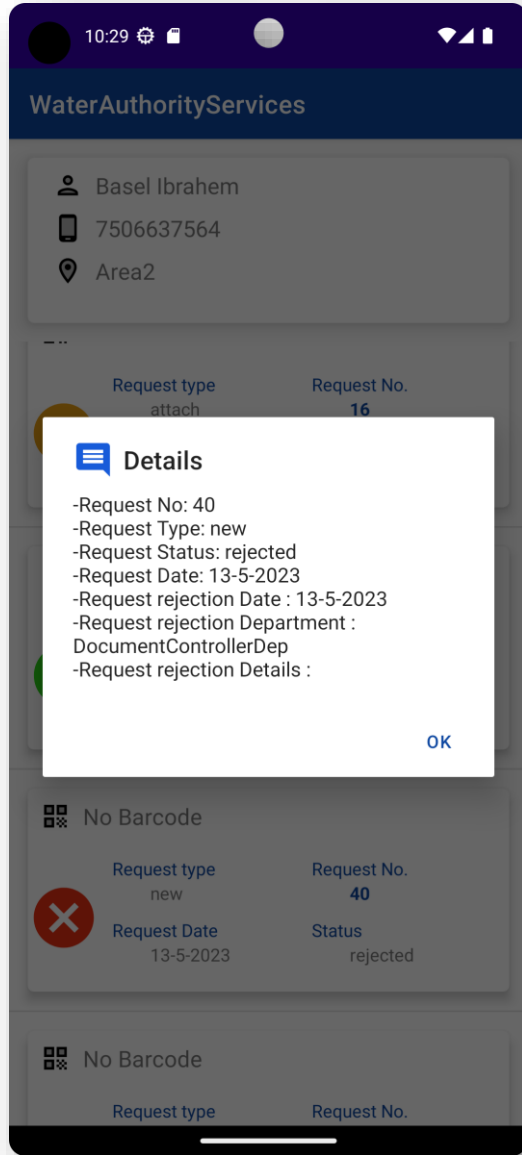 10:29
WaterAuthorityServices
Basel Ibrahem
7506637564
Area2
Request type Request No.
attach 16
Details
-Request No: 40
-Request Type: new
-Request Status: rejected
-Request Date: 13-5-2023
-Request rejection Date : 13-5-2023
-Request rejection Department :
DocumentControllerDep
-Request rejection Details :
OK
No Barcode
Request type Request No.
new 40
Request Date Status
13-5-2023 rejected
No Barcode
Request type Request No.